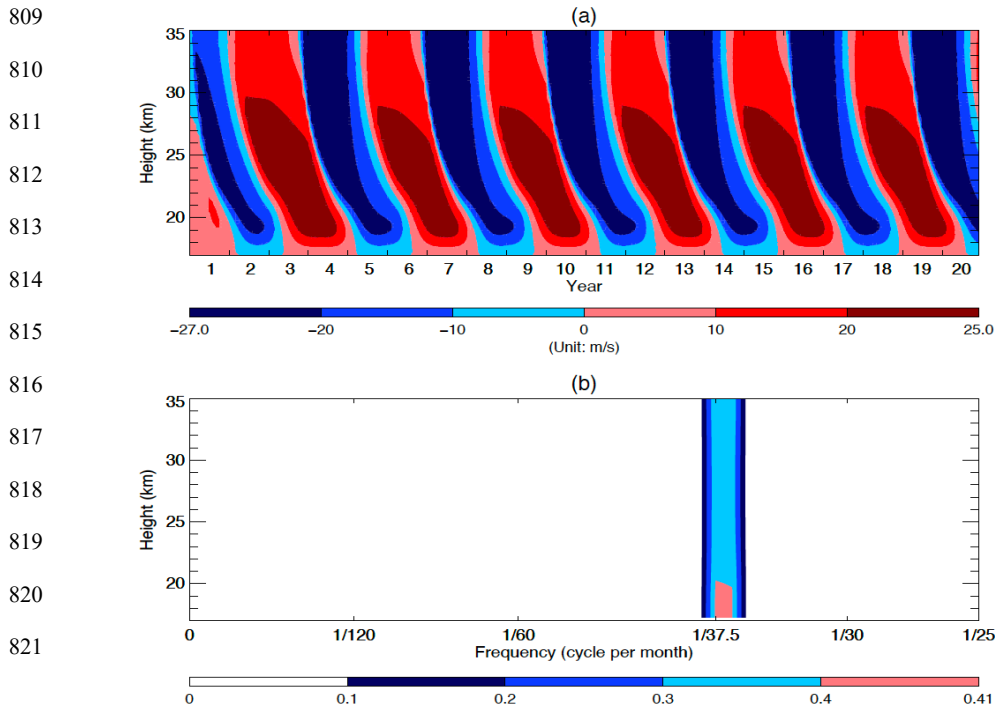 809
(a)
35
810
30
811
Height (km)
25
812
20
813
1 2 3 4 5 6 7 8 9 10 11 12 13 14 15 16 17 18 19 20
814
Year
815
−27.0 −20 −10 0 10 20 25.0
(Unit: m/s)
816
(b)
35
817
30
818
Height (km)
25
819
20
820
0 1/120 1/60 1/37.5 1/30 1/25
821
Frequency (cycle per month)
0 0.1 0.2 0.3 0.4 0.41